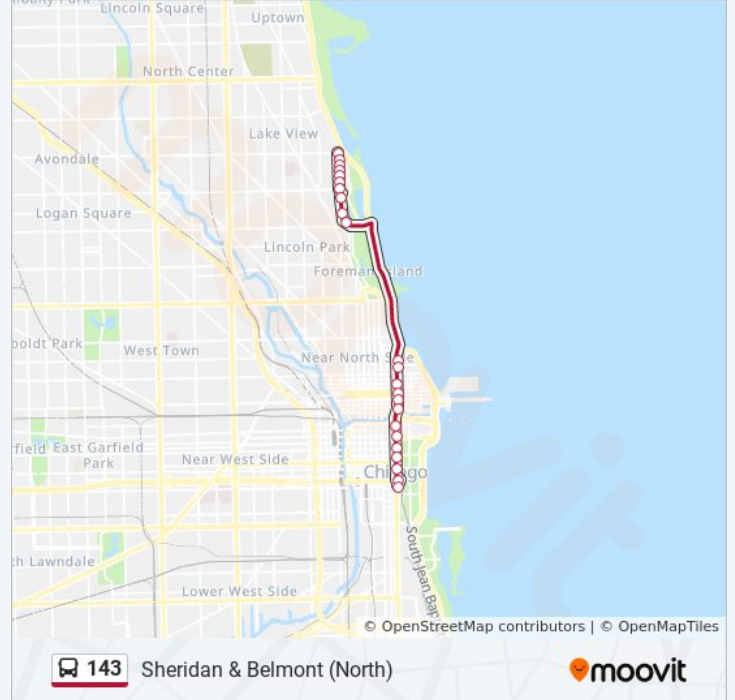 Lincoln Square
Uptown
North Center
Lake View
Avondale
Logan Square
Lincoln Park
Foreman Island
boldt Park
West Town
Near North Side
field East Garfield
Park
Near West Side
Chicago
South Jean Bap
th Lawndale
Lower West Side
© OpenStreetMap contributors | © OpenMapTiles
143 Sheridan & Belmont (North)
moovit